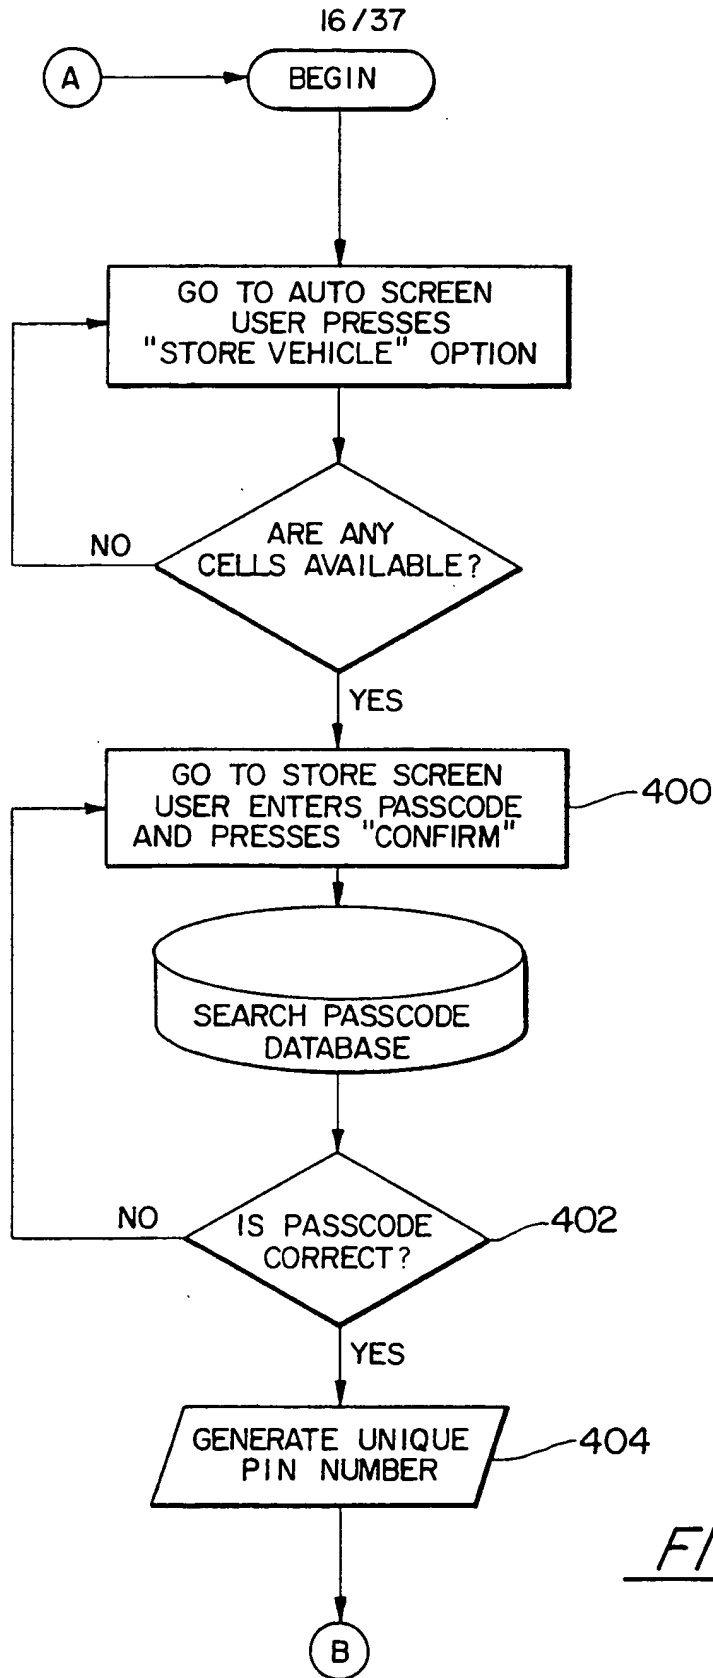 16/37
A
BEGIN
GO TO AUTO SCREEN
USER PRESSES
"STORE VEHICLE" OPTION
ARE ANY
CELLS AVAILABLE?
NO
YES
GO TO STORE SCREEN
USER ENTERS PASSCODE
AND PRESSES "CONFIRM"
400
SEARCH PASSCODE
DATABASE
NO
IS PASSCODE
CORRECT?
402
YES
GENERATE UNIQUE
PIN NUMBER
404
B